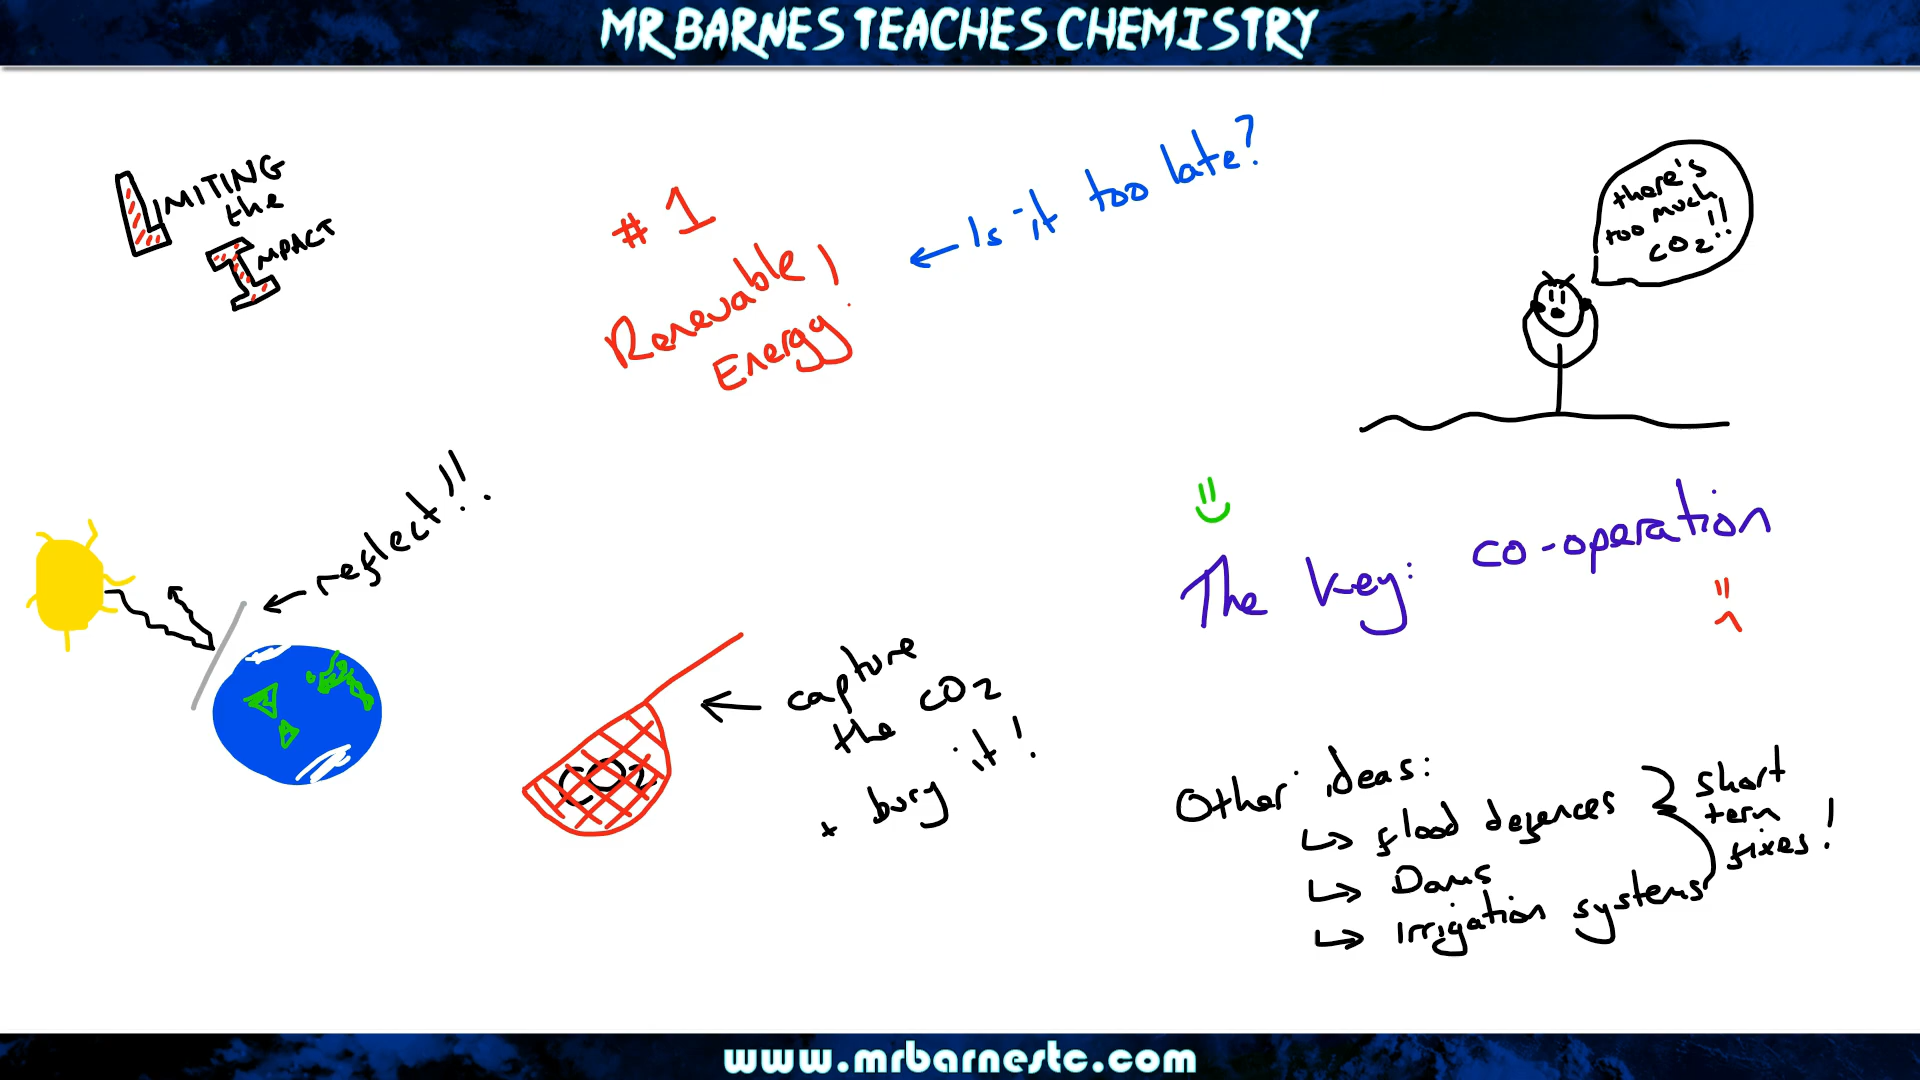 MR BARNES TEACHES CHEMISTRY
LIMITING
the
IMPACT
#1
Renewable
Energy!
Is it too late?
there's
too much
CO2!!
reflect!!
The key: co-operation
CO2
capture
the CO2
+ bury it!
Other ideas:
flood defences
Dams
Irrigation systems
short
term
fixes!
www.mrbarnestc.com